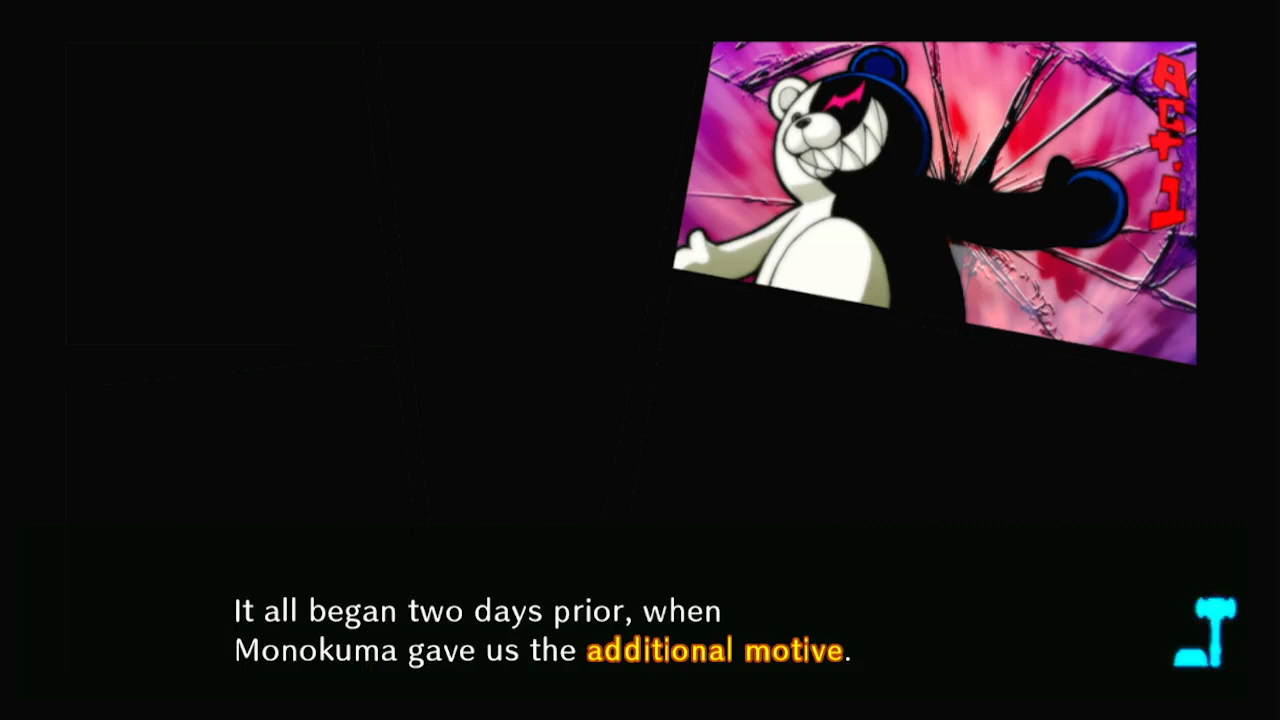 Act.1
It all began two days prior, when
Monokuma gave us the additional motive.